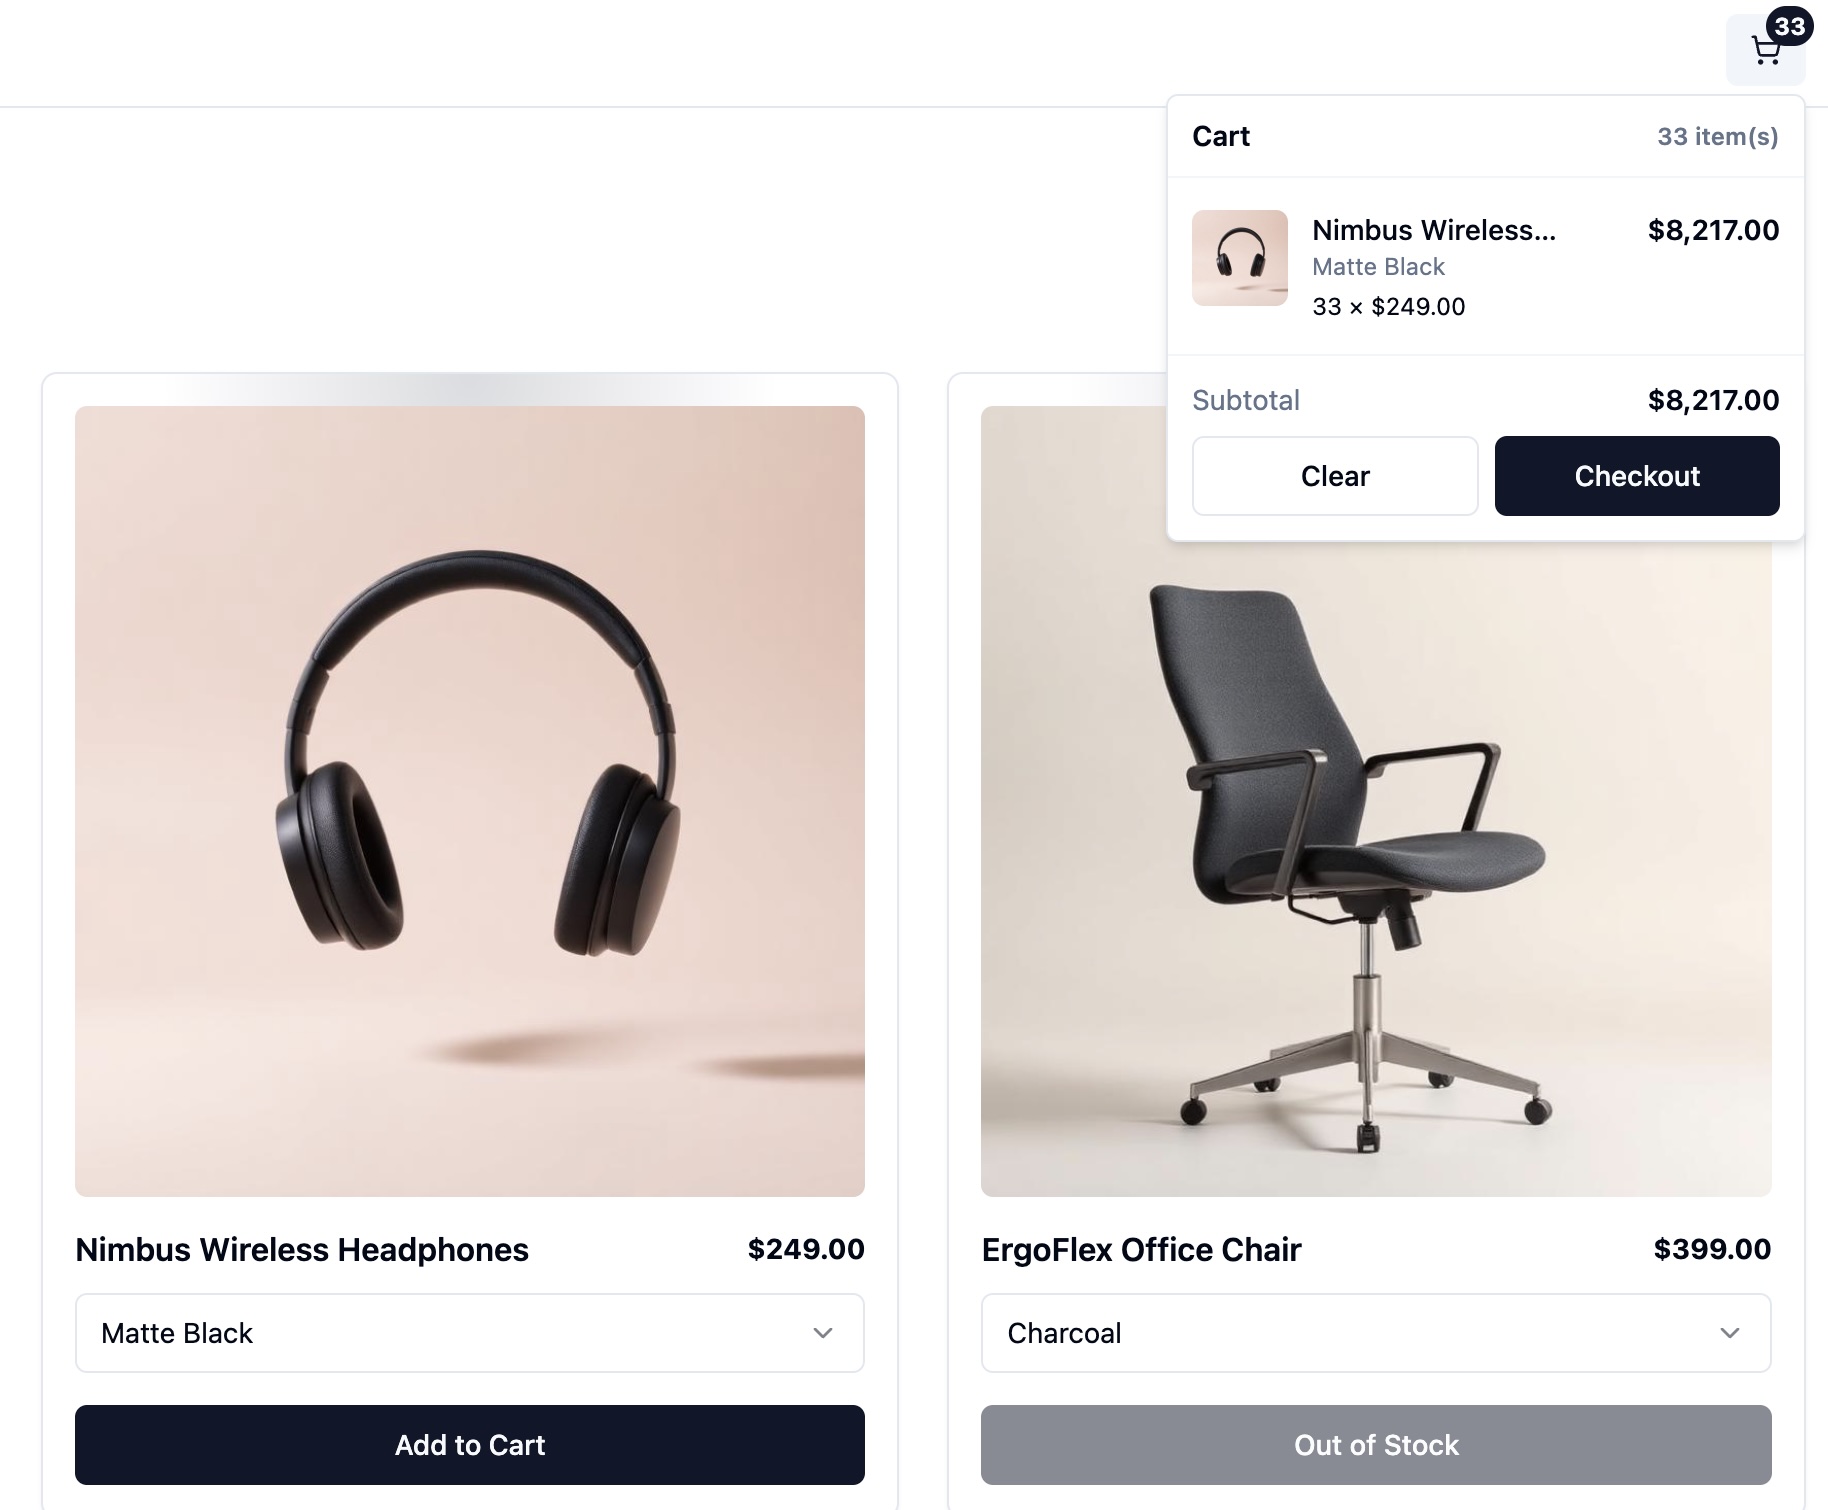 33
Cart
33 item(s)
Nimbus Wireless...
$8,217.00
Matte Black
33 × $249.00
Subtotal
$8,217.00
Clear
Checkout
Nimbus Wireless Headphones
$249.00
Matte Black
Add to Cart
ErgoFlex Office Chair
$399.00
Charcoal
Out of Stock